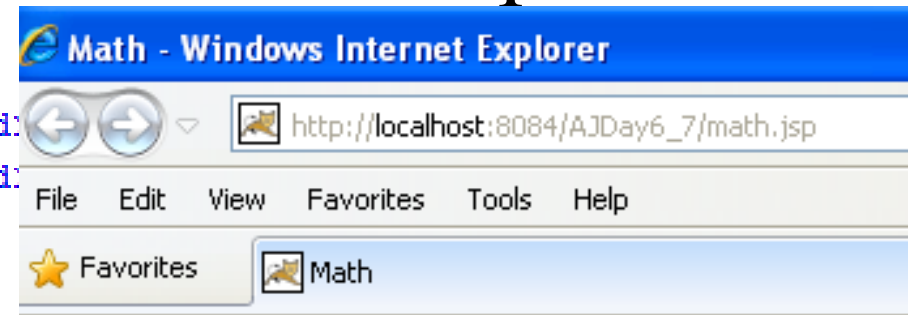 Math - Windows Internet Explorer
http://localhost:8084/AJDay6_7/math.jsp
File Edit View Favorites Tools Help
Favorites Math